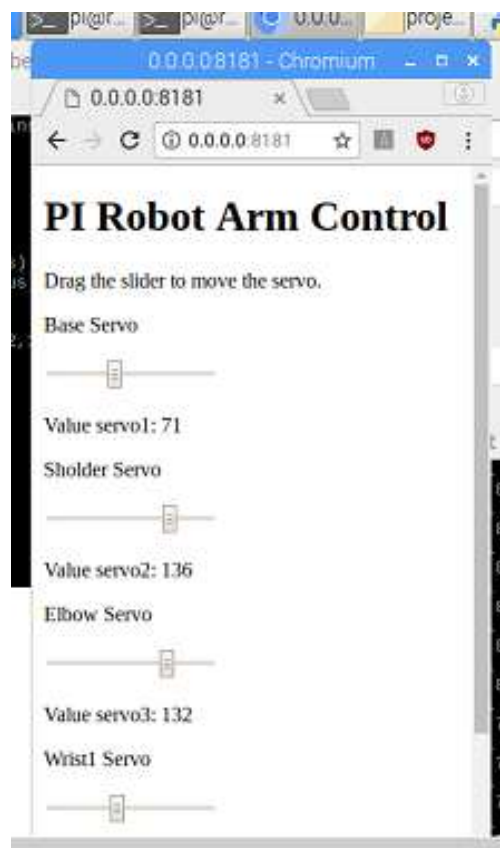 pi@r...
pi@r...
0.0.0...
proje...
0.0.0.0:8181 - Chromium
0.0.0.0:8181
0.0.0.0:8181
PI Robot Arm Control
Drag the slider to move the servo.
Base Servo
Value servo1: 71
Sholder Servo
Value servo2: 136
Elbow Servo
Value servo3: 132
Wrist1 Servo